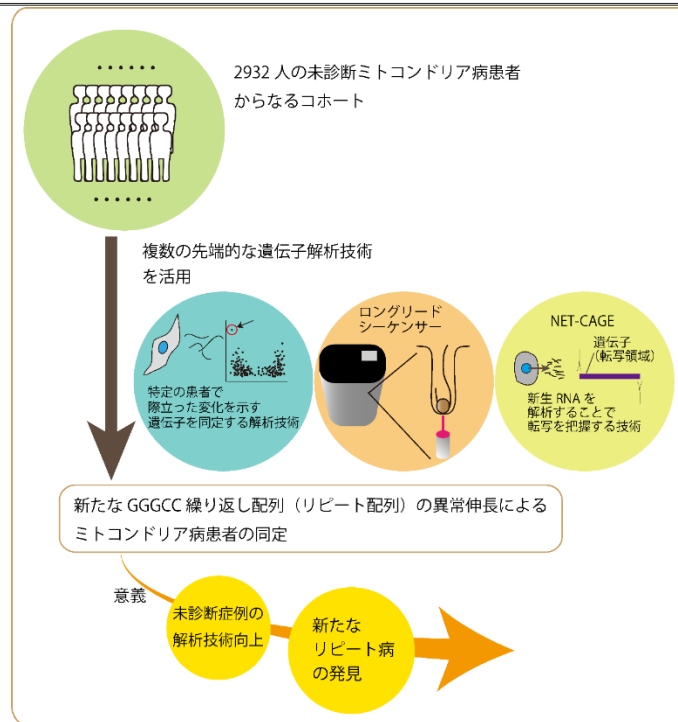 2932 人の未診断ミトコンドリア病患者
からなるコホート
複数の先端的な遺伝子解析技術
を活用
特定の患者で
際立った変化を示す
遺伝子を同定する解析技術
ロングリード
シーケンサー
NET-CAGE
遺伝子
(転写領域)
新生 RNA を
解析することで
転写を把握する技術
新たな GGGCC 繰り返し配列（リピート配列）の異常伸長による
ミトコンドリア病患者の同定
意義
未診断症例の
解析技術向上
新たな
リピート病
の発見